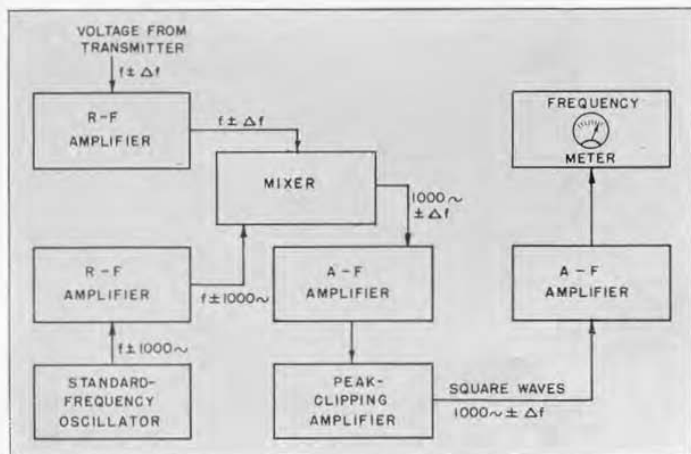 VOLTAGE FROM
TRANSMITTER
f ± Δf
R-F
AMPLIFIER
f ± Δf
MIXER
1000~
± Δf
R-F
AMPLIFIER
f ± 1000~
f ± 1000~
STANDARD-
FREQUENCY
OSCILLATOR
A-F
AMPLIFIER
PEAK-
CLIPPING
AMPLIFIER
SQUARE WAVES
1000~ ± Δf
A-F
AMPLIFIER
FREQUENCY
METER